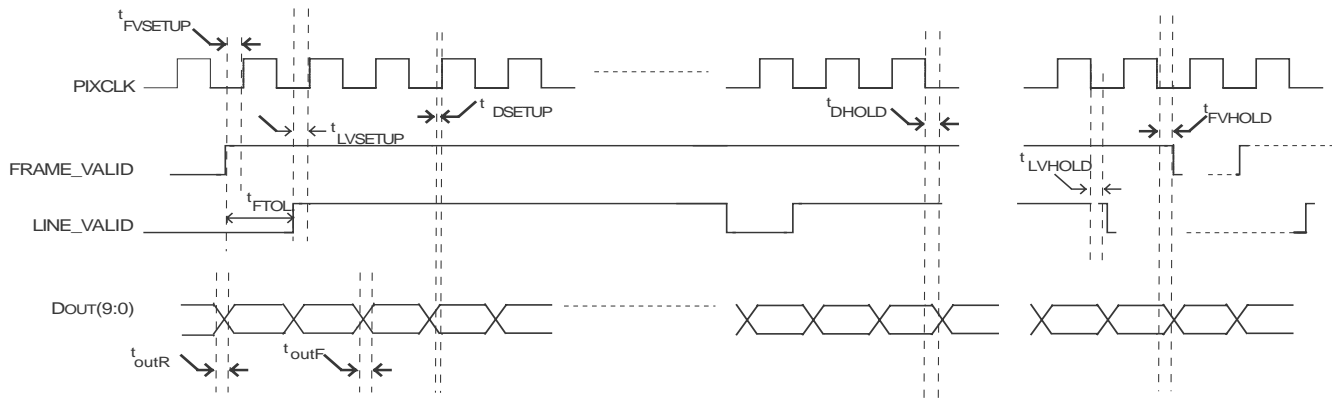 tFVSETUP
PIXCLK
tLVSETUP
t DSETUP
tDHOLD
tFVHOLD
FRAME_VALID
tLVHOLD
tFTOL
LINE_VALID
DOUT(9:0)
toutR
toutF